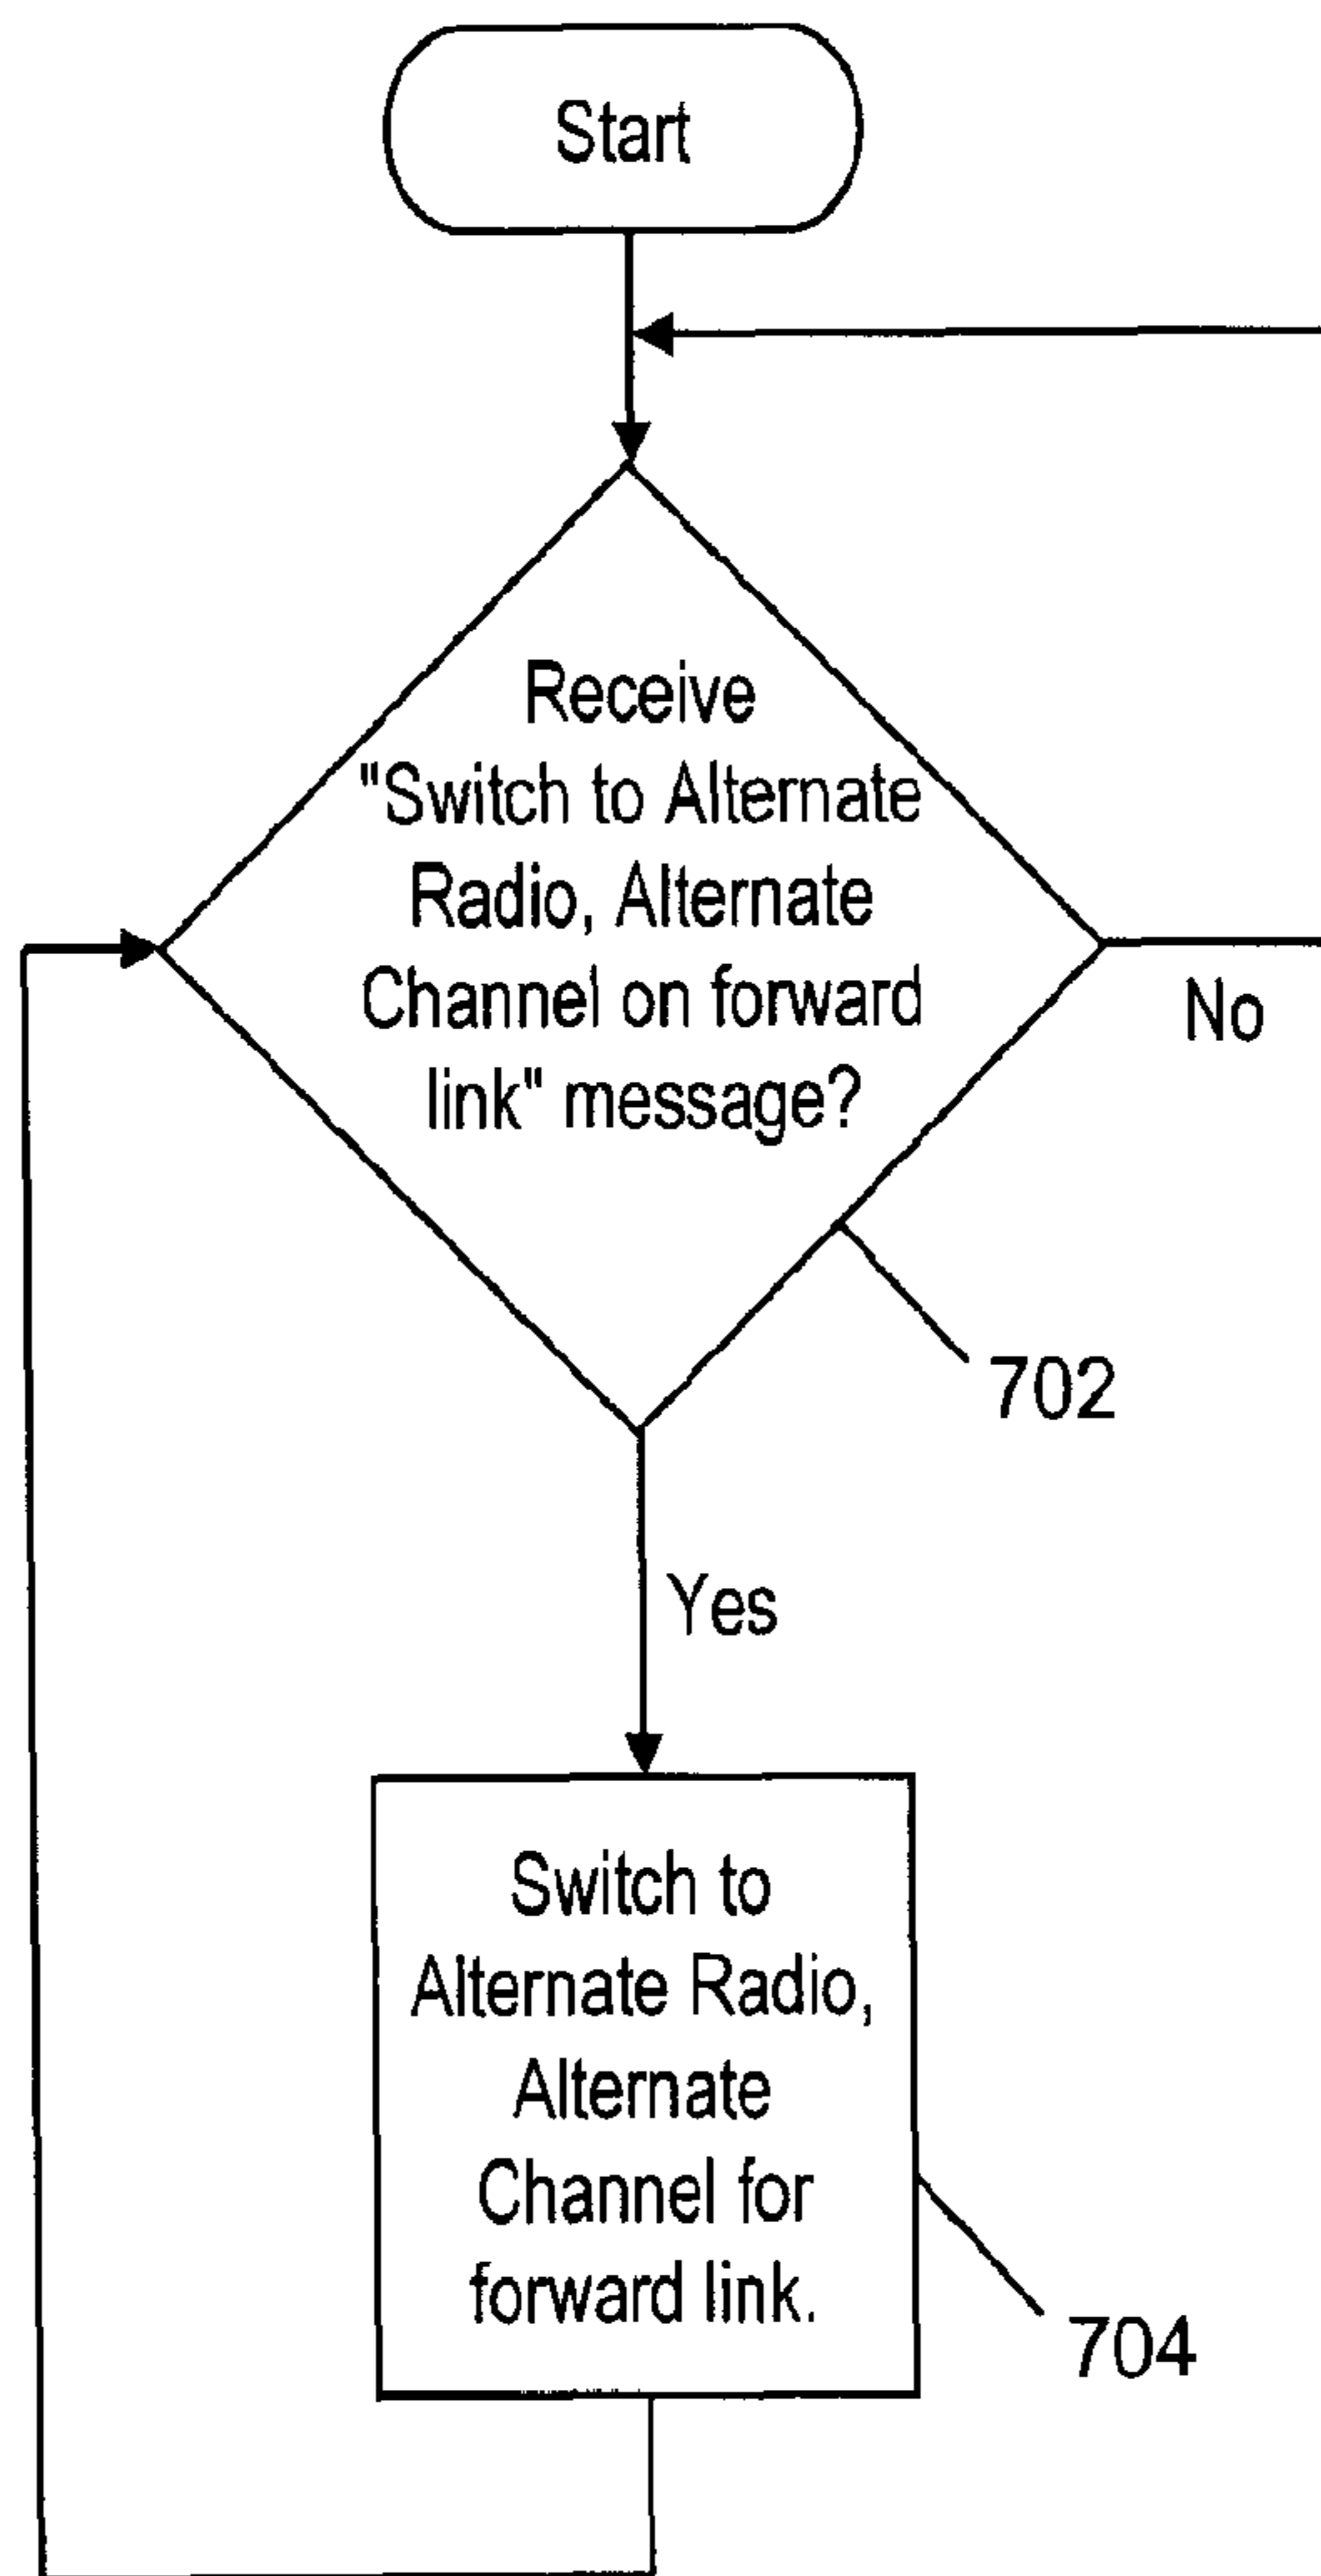 Start
Receive
"Switch to Alternate
Radio, Alternate
Channel on forward
link" message?
No
702
Yes
Switch to
Alternate Radio,
Alternate
Channel for
forward link.
704